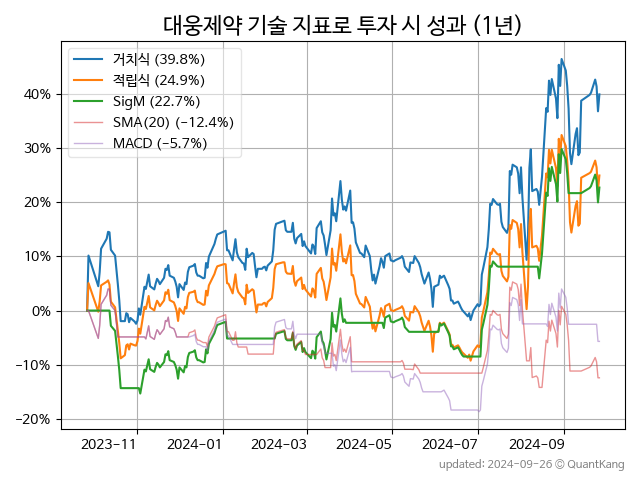 대웅제약 기술 지표로 투자 시 성과 (1년)
거치식 (39.8%)
적립식 (24.9%)
SigM (22.7%)
SMA(20) (−12.4%)
MACD (−5.7%)
40%
30%
20%
10%
0%
−10%
−20%
2023-11 2024-01 2024-03 2024-05 2024-07 2024-09
updated: 2024-09-26 © QuantKang